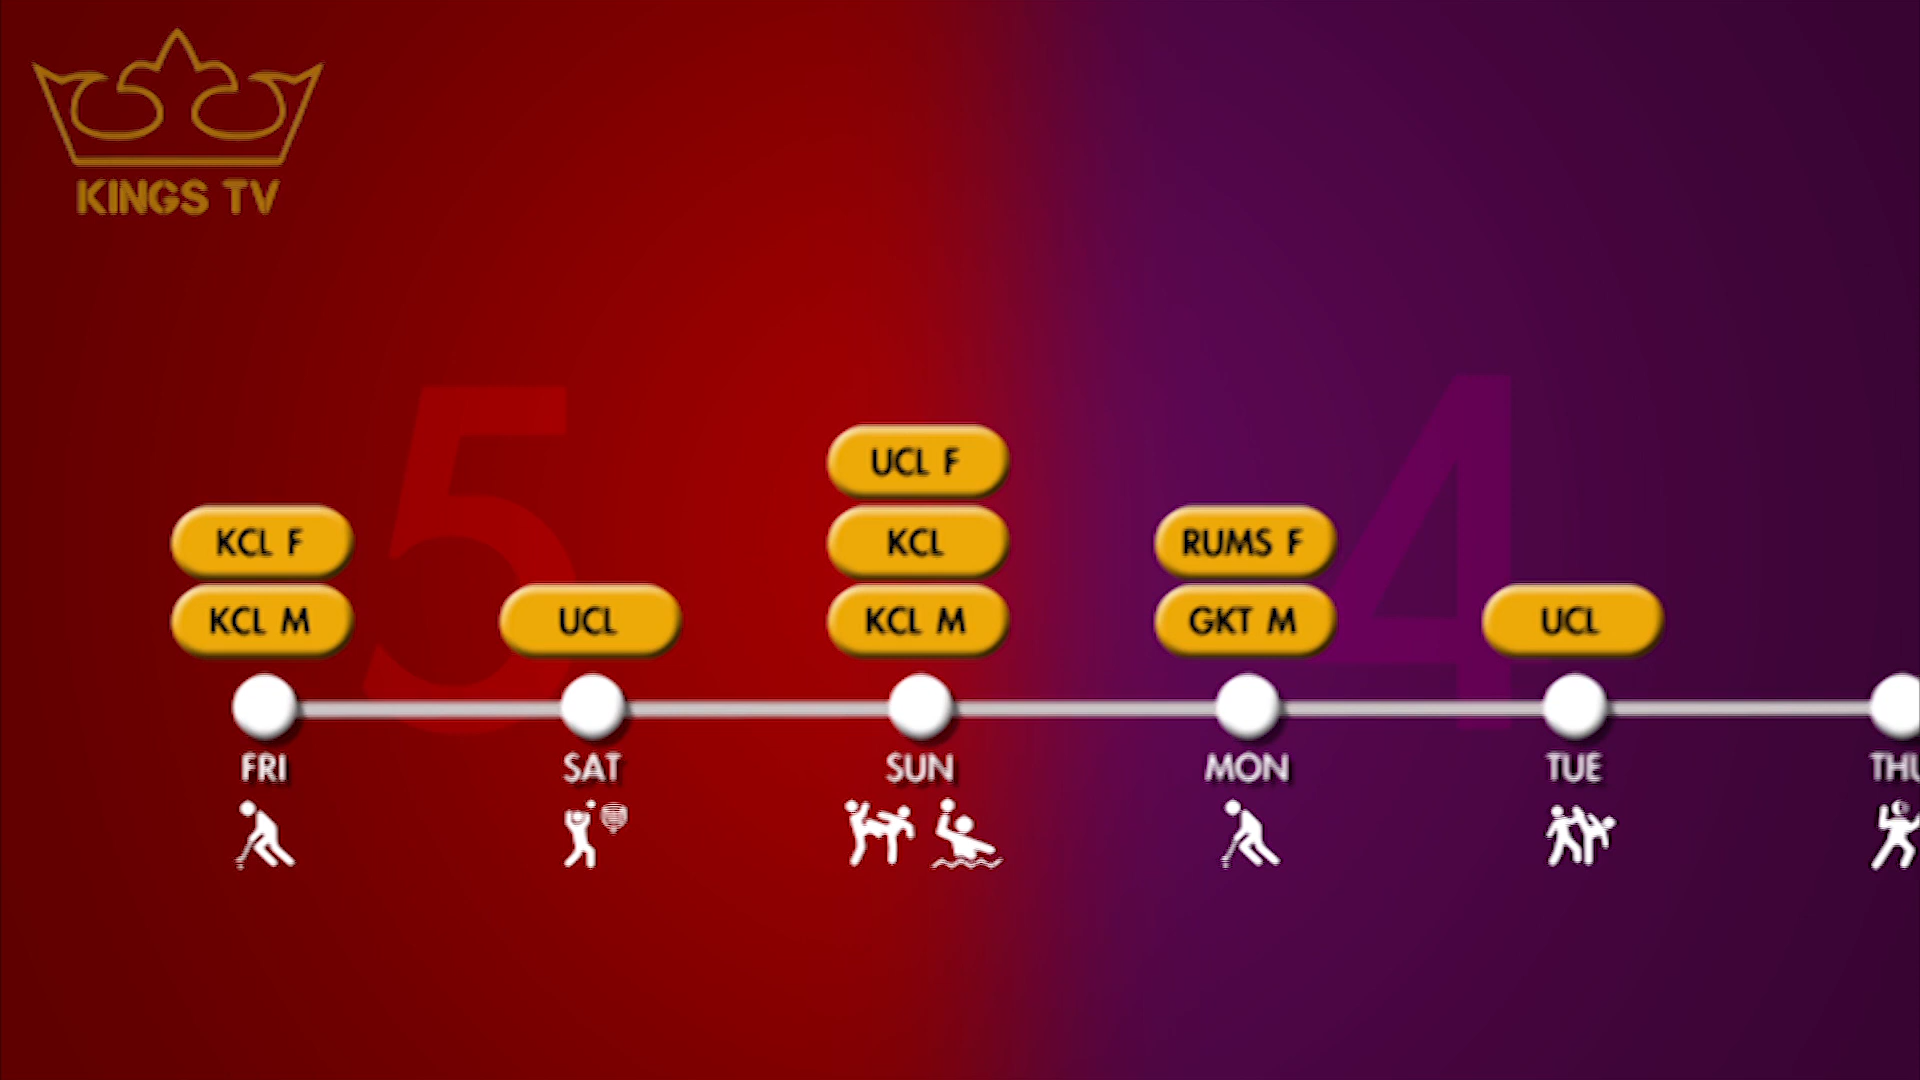 KINGS TV
5
4
UCL F
KCL F
KCL
RUMS F
KCL M
UCL
KCL M
GKT M
UCL
FRI
SAT
SUN
MON
TUE